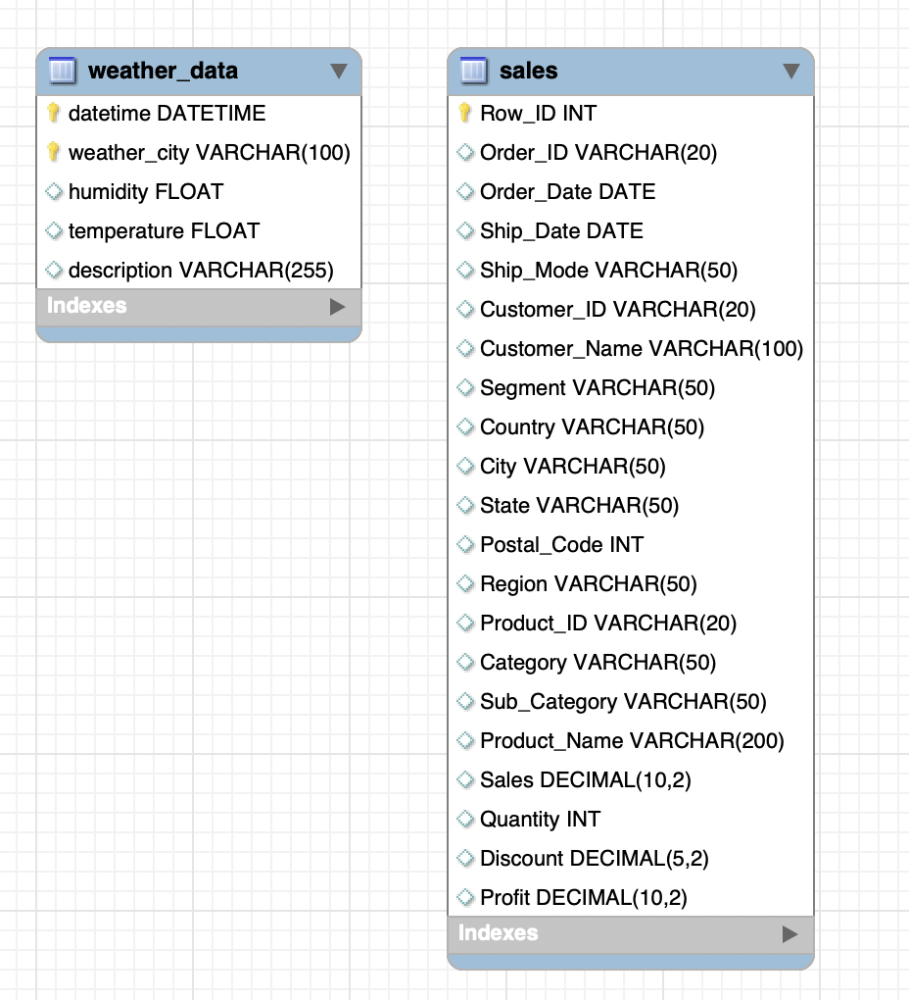 weather_data
datetime DATETIME
weather_city VARCHAR(100)
humidity FLOAT
temperature FLOAT
description VARCHAR(255)
Indexes
sales
Row_ID INT
Order_ID VARCHAR(20)
Order_Date DATE
Ship_Date DATE
Ship_Mode VARCHAR(50)
Customer_ID VARCHAR(20)
Customer_Name VARCHAR(100)
Segment VARCHAR(50)
Country VARCHAR(50)
City VARCHAR(50)
State VARCHAR(50)
Postal_Code INT
Region VARCHAR(50)
Product_ID VARCHAR(20)
Category VARCHAR(50)
Sub_Category VARCHAR(50)
Product_Name VARCHAR(200)
Sales DECIMAL(10,2)
Quantity INT
Discount DECIMAL(5,2)
Profit DECIMAL(10,2)
Indexes